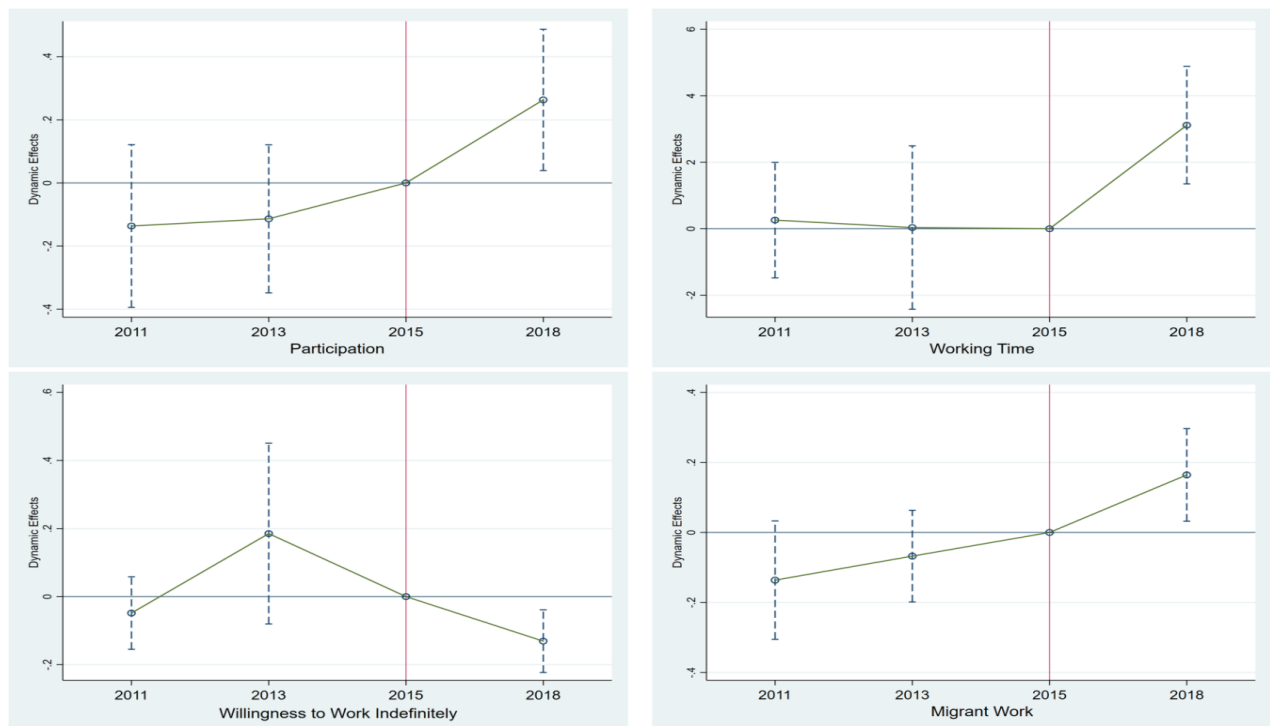 Dynamic Effects
.4
.2
0
-.2
-.4
2011 2013 2015 2018
Participation
Dynamic Effects
6
4
2
0
-2
2011 2013 2015 2018
Working Time
Dynamic Effects
.6
.4
.2
0
-.2
2011 2013 2015 2018
Willingness to Work Indefinitely
Dynamic Effects
.4
.2
0
-.2
-.4
2011 2013 2015 2018
Migrant Work